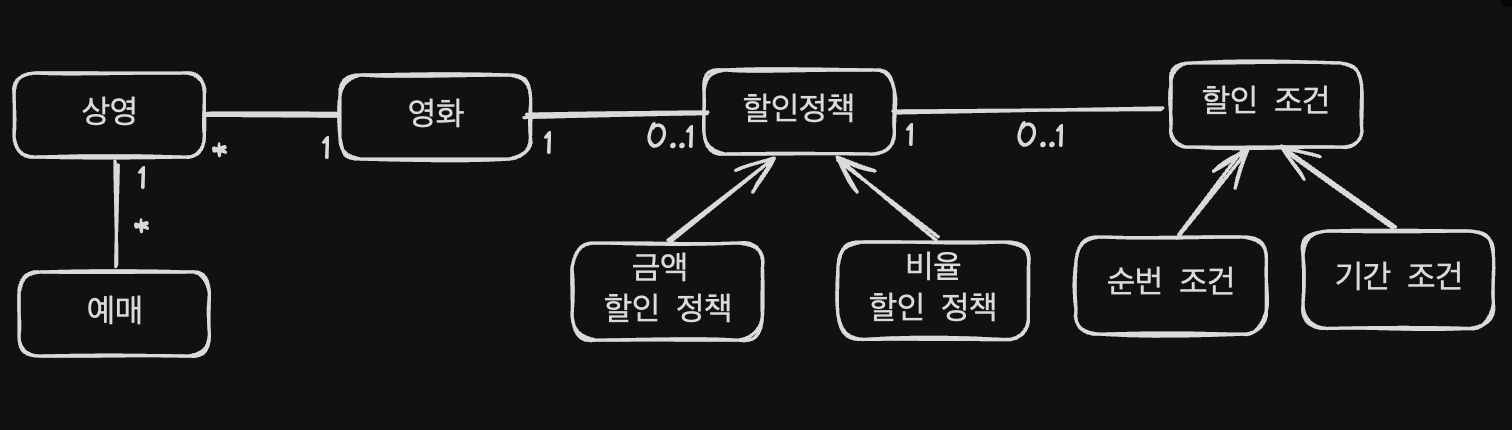 상영
영화
할인정책
할인 조건
*
1
1
0..1
1
0..1
1
*
예매
금액
할인 정책
비율
할인 정책
순번 조건
기간 조건